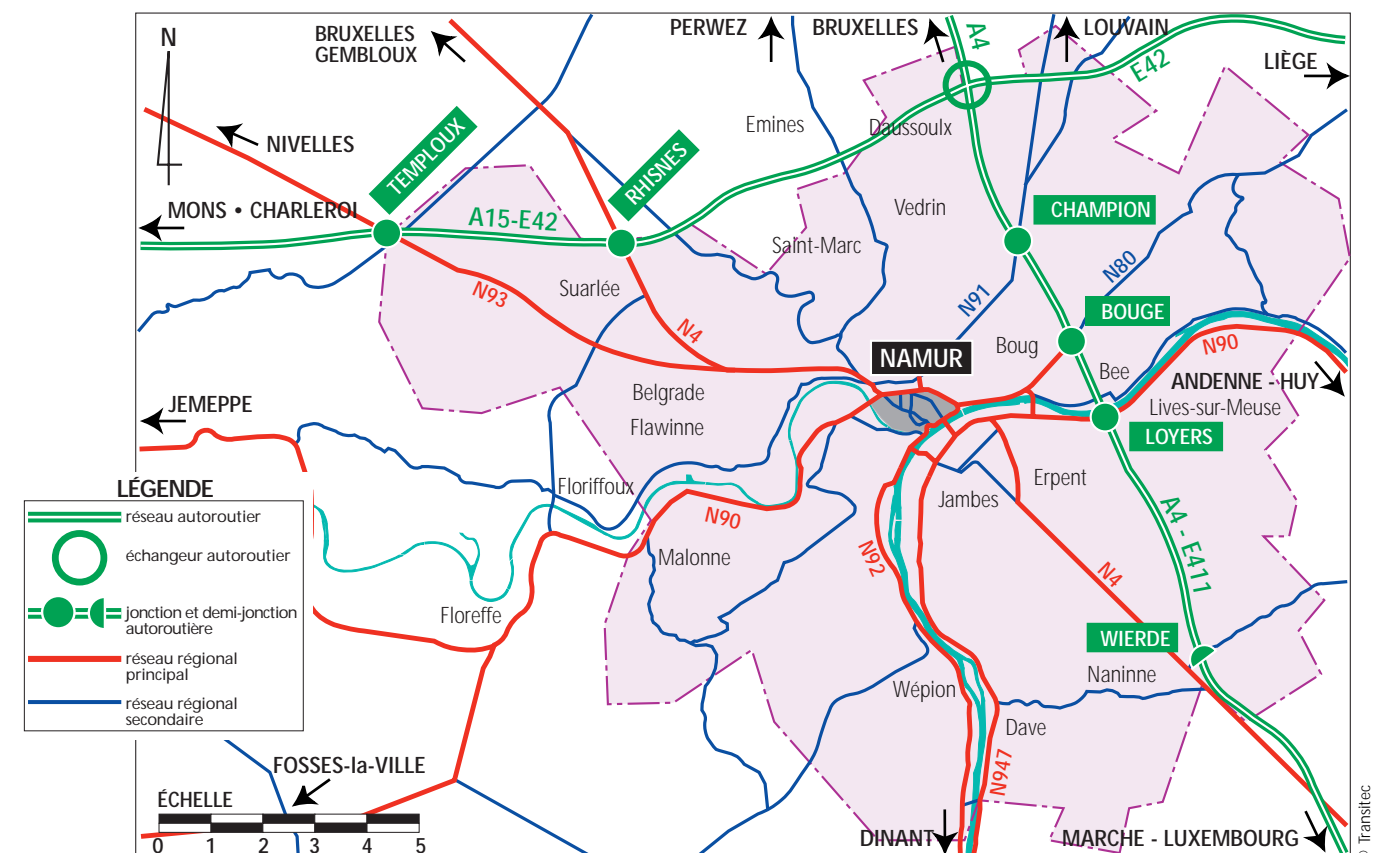 N
BRUXELLES
GEMBLOUX
PERWEZ
BRUXELLES
A4
LOUVAIN
E42
LIÈGE
NIVELLES
TEMPLOUX
RHISNES
Emines
Daussoulx
MONS • CHARLEROI
A15-E42
Vedrin
CHAMPION
Saint-Marc
N80
Suarlée
N93
N4
N91
BOUGE
Boug
N90
NAMUR
Bee
ANDENNE - HUY
Belgrade
Lives-sur-Meuse
JEMEPPE
Flawinne
LOYERS
Floriffoux
Erpent
Jambes
N90
A4 - E411
LÉGENDE
réseau autoroutier
échangeur autoroutier
jonction et demi-jonction
autoroutière
réseau régional
principal
réseau régional
secondaire
Malonne
N92
N4
Floreffe
WIERDE
Naninne
Wépion
Dave
N947
FOSSES-la-VILLE
ÉCHELLE
0 1 2 3 4 5
DINANT
MARCHE - LUXEMBOURG
© Transitec